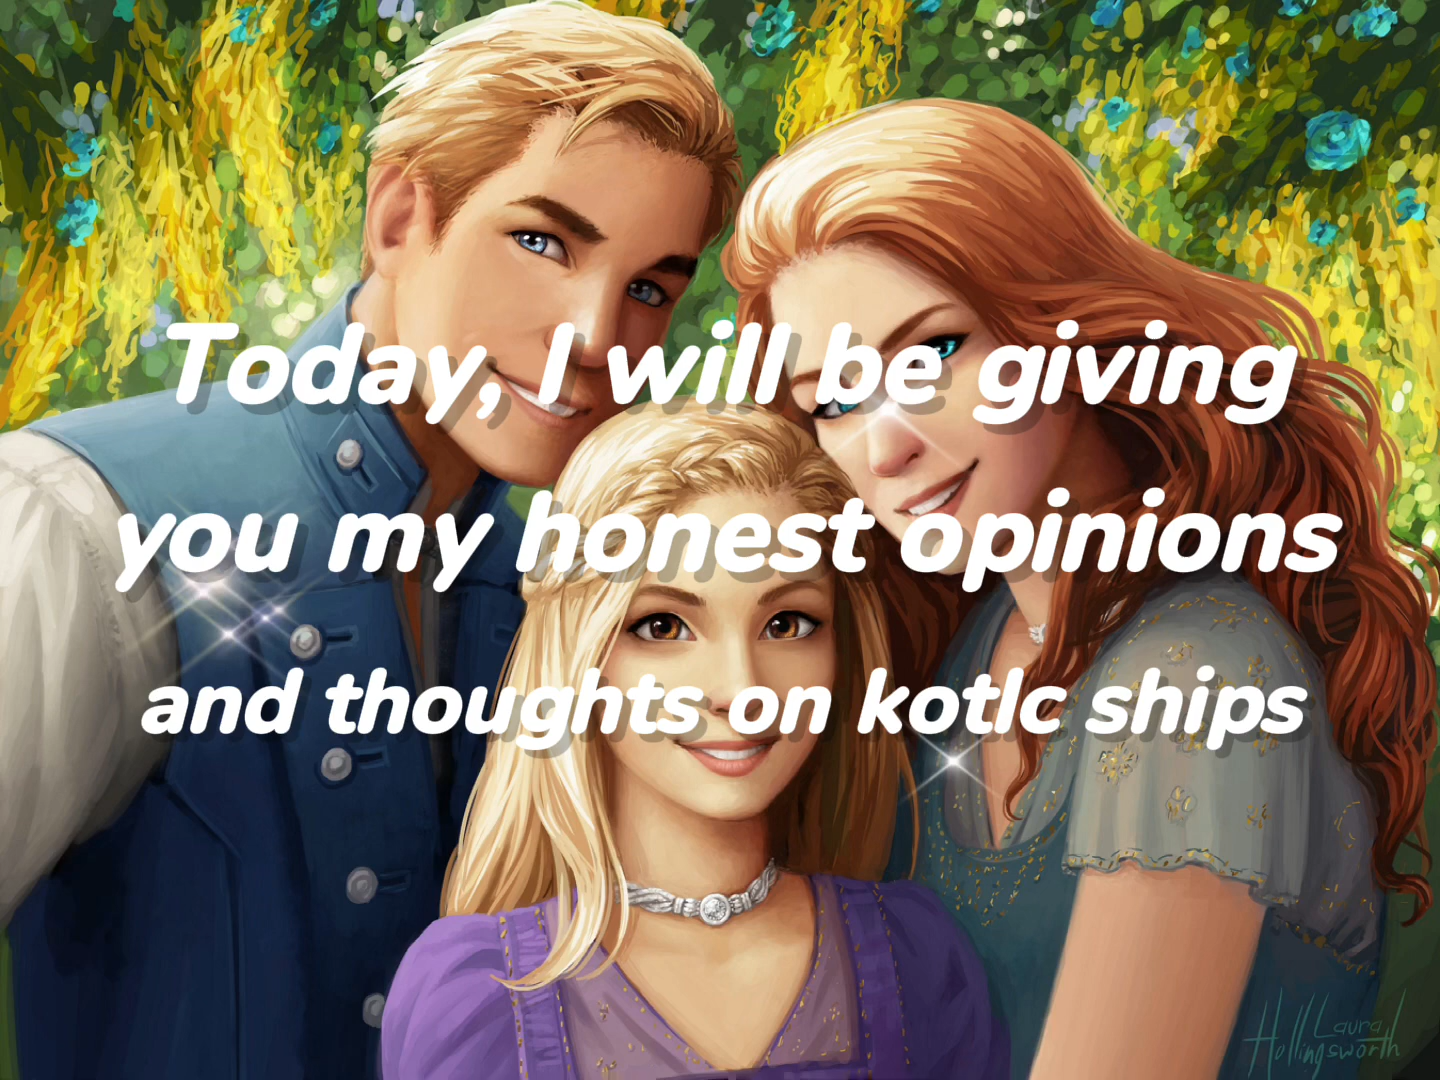 Today, I will be giving
you my honest opinions
and thoughts on kotlc ships
Laura
Hollingsworth